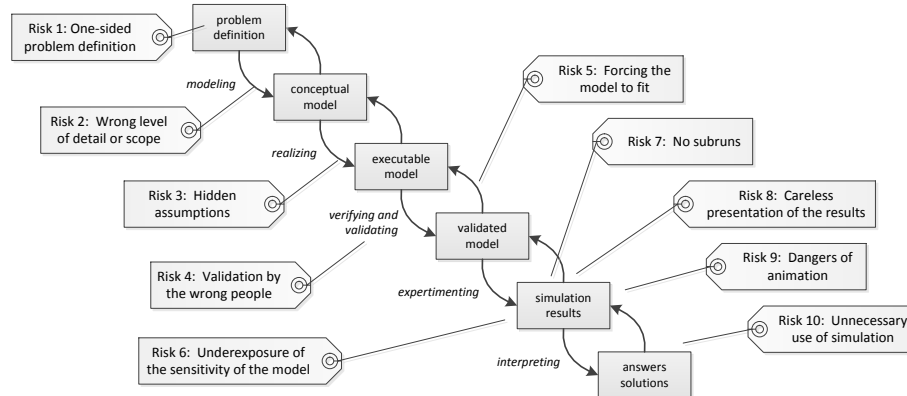 problem
definition
Risk 1: One-sided
problem definition
modeling
conceptual
model
Risk 5: Forcing the
model to fit
Risk 2: Wrong level
of detail or scope
realizing
executable
model
Risk 7: No subruns
Risk 3: Hidden
assumptions
verifying and
validating
validated
model
Risk 8: Careless
presentation of the results
Risk 4: Validation by
the wrong people
expertimenting
simulation
results
Risk 9: Dangers of
animation
Risk 6: Underexposure of
the sensitivity of the model
interpreting
answers
solutions
Risk 10: Unnecessary
use of simulation